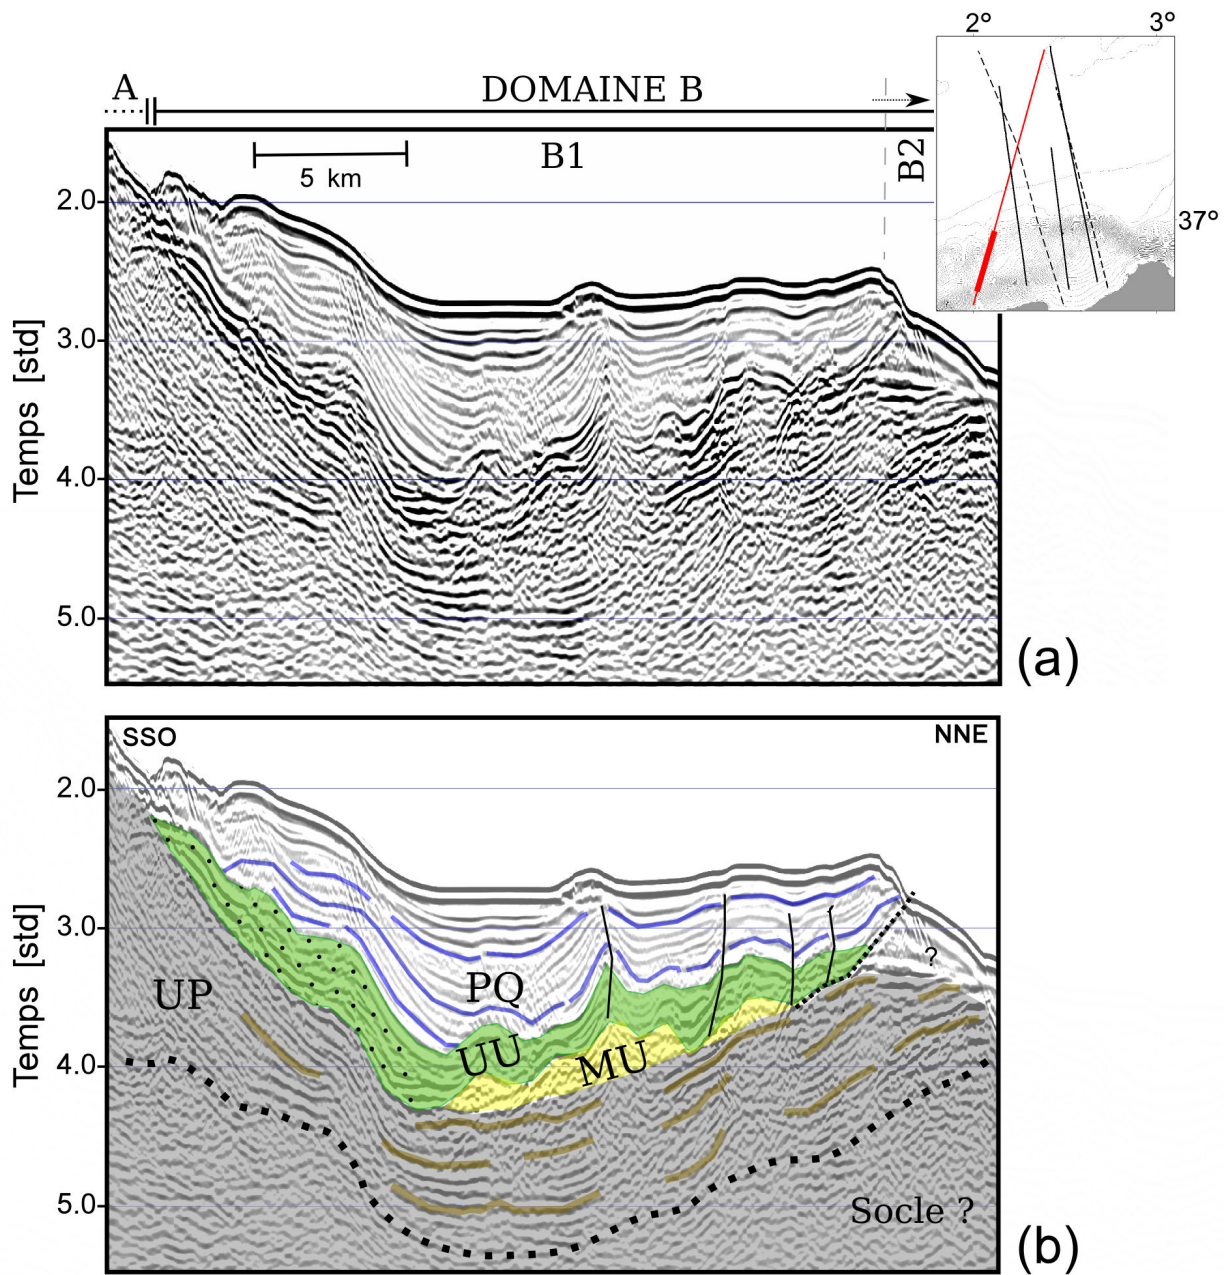 2° 3°
A DOMAINE B
B1 B2
5 km
37°
2.0
3.0
4.0
5.0
Temps [std]
(a)
SSO NNE
2.0
3.0
4.0
5.0
Temps [std]
UP
PQ
UU
MU
?
Socle ?
(b)